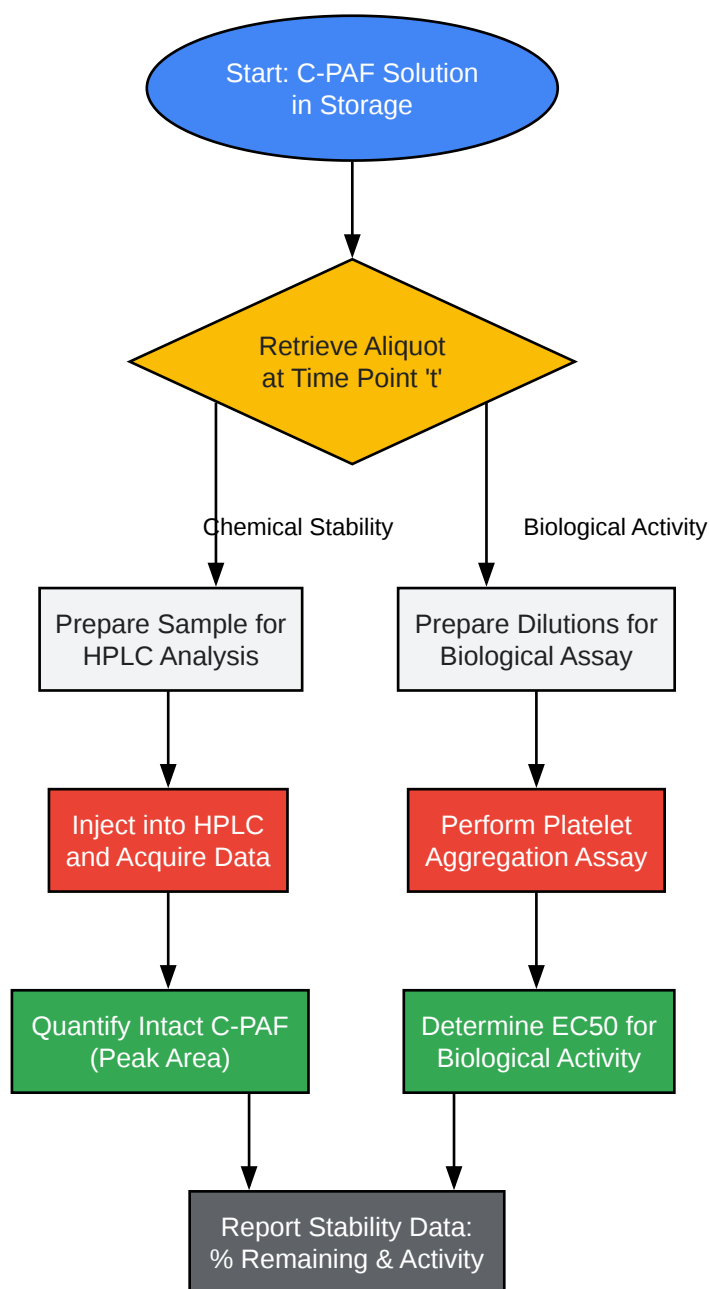 Start: C-PAF Solution
in Storage
Retrieve Aliquot
at Time Point 't'
Chemical Stability
Biological Activity
Prepare Sample for
HPLC Analysis
Prepare Dilutions for
Biological Assay
Inject into HPLC
and Acquire Data
Perform Platelet
Aggregation Assay
Quantify Intact C-PAF
(Peak Area)
Determine EC50 for
Biological Activity
Report Stability Data:
% Remaining & Activity